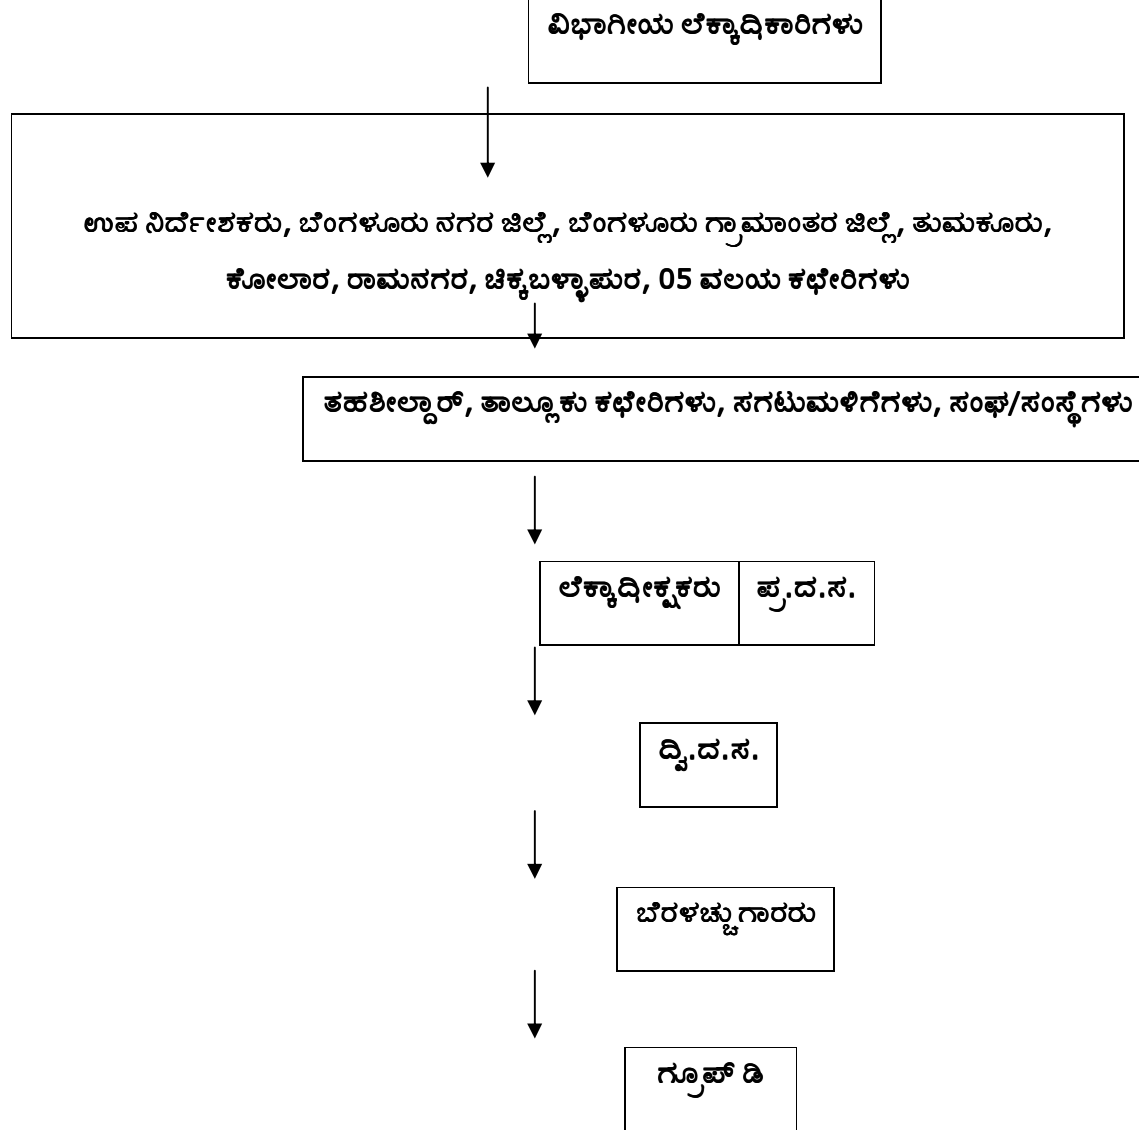 ವಿಭಾಗೀಯ ಲೆಕ್ಕಾಧಿಕಾರಿಗಳು
ಉಪ ನಿರ್ದೇಶಕರು, ಬೆಂಗಳೂರು ನಗರ ಜಿಲ್ಲೆ, ಬೆಂಗಳೂರು ಗ್ರಾಮಾಂತರ ಜಿಲ್ಲೆ, ತುಮಕೂರು,
ಕೋಲಾರ, ರಾಮನಗರ, ಚಿಕ್ಕಬಳ್ಳಾಪುರ, 05 ವಲಯ ಕಛೇರಿಗಳು
ತಹಶೀಲ್ದಾರ್, ತಾಲ್ಲೂಕು ಕಛೇರಿಗಳು, ಸಗಟುಮಳಿಗೆಗಳು, ಸಂಘ/ಸಂಸ್ಥೆಗಳು
ಲೆಕ್ಕಾಧೀಕ್ಷಕರು ಪ್ರ.ದ.ಸ.
ದ್ವಿ.ದ.ಸ.
ಬೆರಳಚ್ಚುಗಾರರು
ಗ್ರೂಪ್ ಡಿ